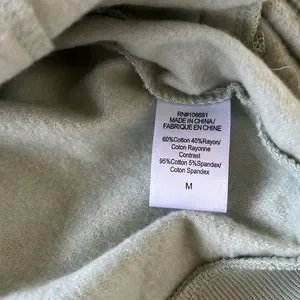 RN#106691
MADE IN CHINA/
FABRIQUE EN CHINE
60%Cotton 40%Rayon/
Coton Rayonne
Contrast
95%Cotton 5%Spandex/
Coton Spandex
M